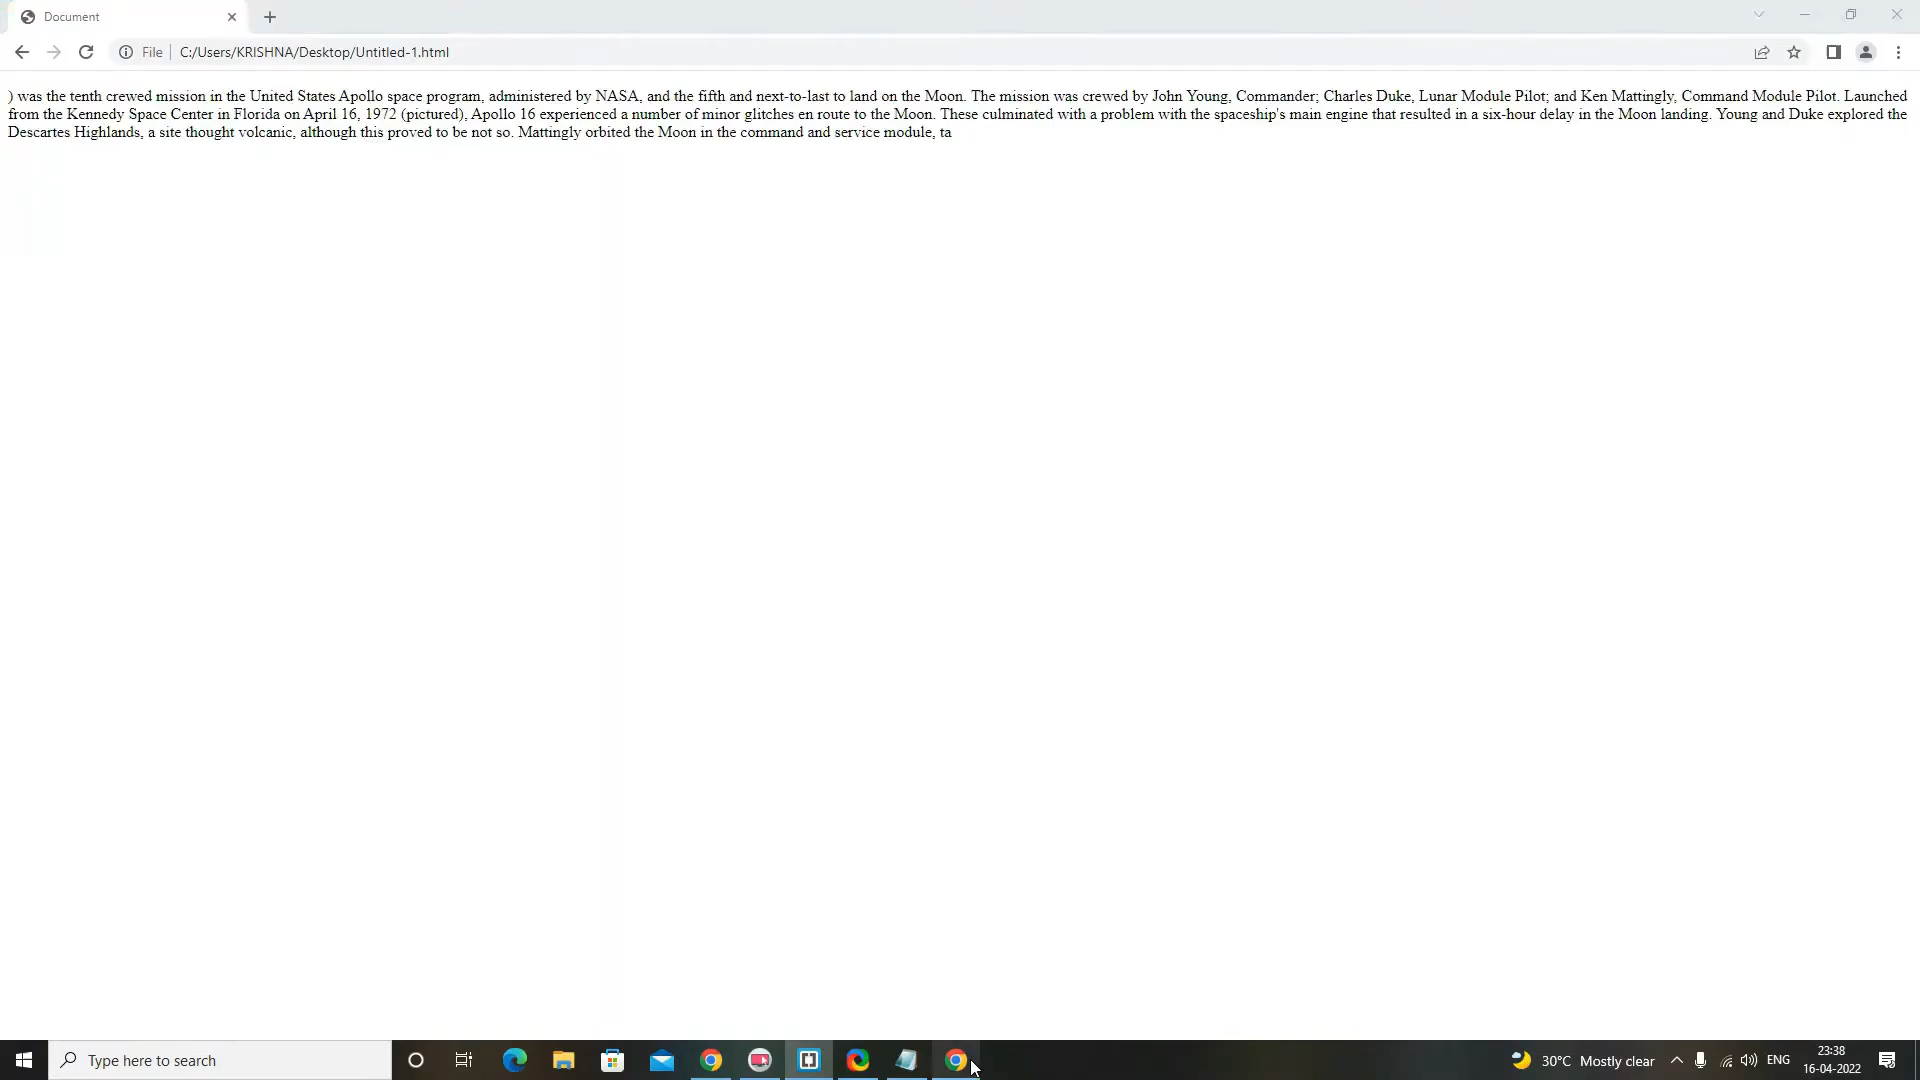 Document
File C:/Users/KRISHNA/Desktop/Untitled-1.html
) was the tenth crewed mission in the United States Apollo space program, administered by NASA, and the fifth and next-to-last to land on the Moon. The mission was crewed by John Young, Commander; Charles Duke, Lunar Module Pilot; and Ken Mattingly, Command Module Pilot. Launched
from the Kennedy Space Center in Florida on April 16, 1972 (pictured), Apollo 16 experienced a number of minor glitches en route to the Moon. These culminated with a problem with the spaceship's main engine that resulted in a six-hour delay in the Moon landing. Young and Duke explored the
Descartes Highlands, a site thought volcanic, although this proved to be not so. Mattingly orbited the Moon in the command and service module, ta
Type here to search
30°C Mostly clear
ENG
23:38
16-04-2022